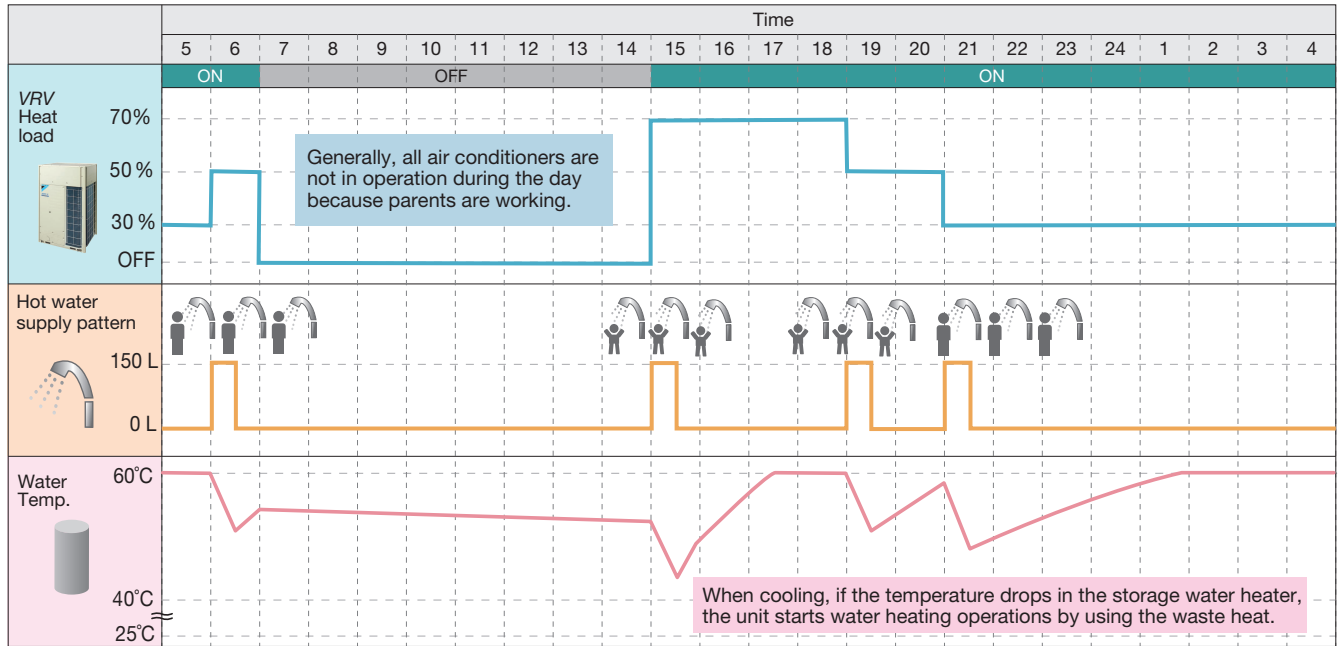 Time
5 6 7 8 9 10 11 12 13 14 15 16 17 18 19 20 21 22 23 24 1 2 3 4
ON OFF ON
VRV
Heat
load
70%
50%
30%
OFF
Generally, all air conditioners are
not in operation during the day
because parents are working.
Hot water
supply pattern
150 L
0 L
Water
Temp.
60°C
40°C
25°C
When cooling, if the temperature drops in the storage water heater,
the unit starts water heating operations by using the waste heat.